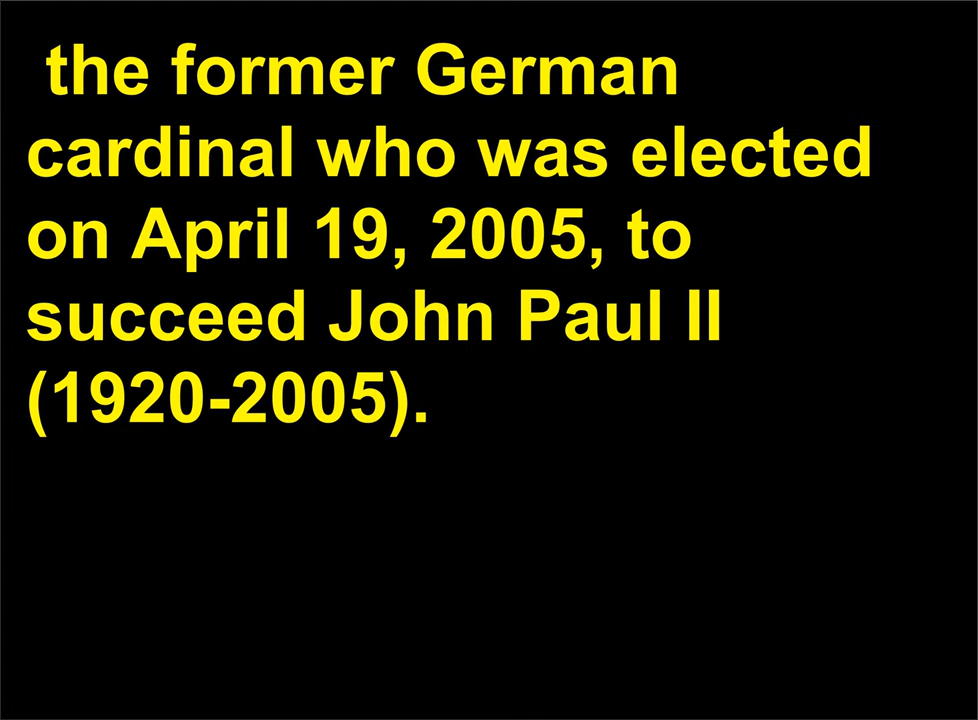 the former German
cardinal who was elected
on April 19, 2005, to
succeed John Paul II
(1920-2005).